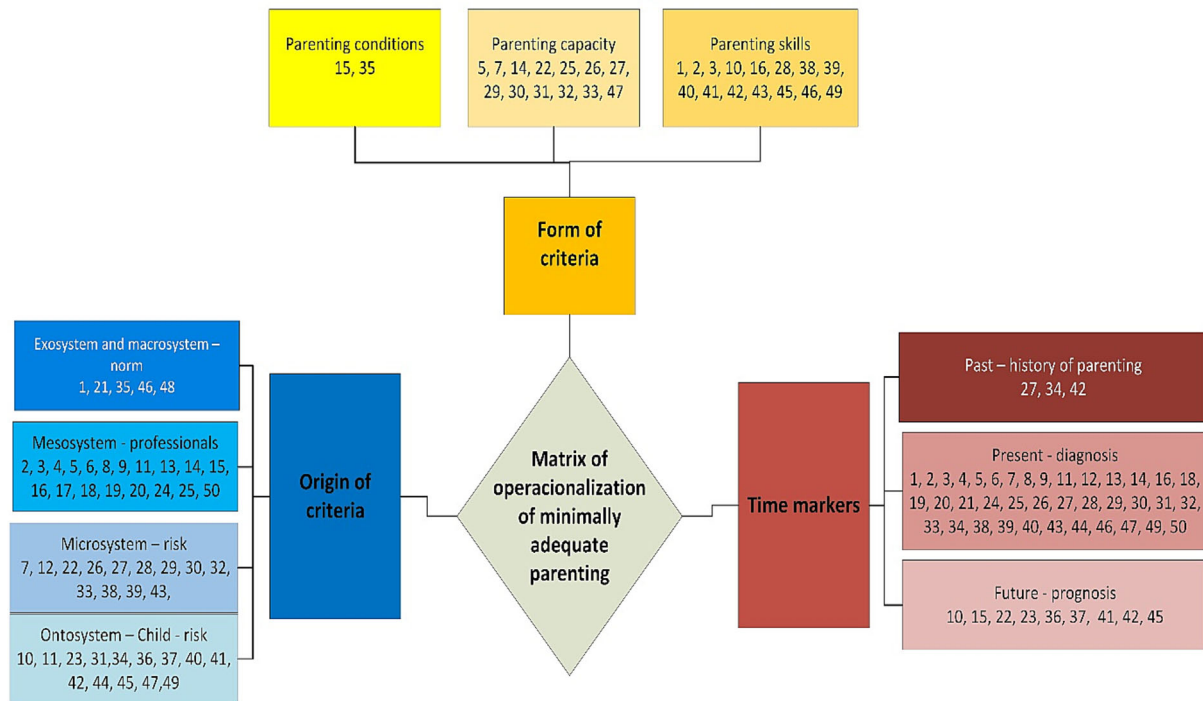 Parenting conditions
15, 35
Parenting capacity
5, 7, 14, 22, 25, 26, 27,
29, 30, 31, 32, 33, 47
Parenting skills
1, 2, 3, 10, 16, 28, 38, 39,
40, 41, 42, 43, 45, 46, 49
Form of
criteria
Exosystem and macrosystem –
norm
1, 21, 35, 46, 48
Mesosystem - professionals
2, 3, 4, 5, 6, 8, 9, 11, 13, 14, 15,
16, 17, 18, 19, 20, 24, 25, 50
Microsystem – risk
7, 12, 22, 26, 27, 28, 29, 30, 32,
33, 38, 39, 43,
Ontosystem – Child - risk
10, 11, 23, 31,34, 36, 37, 40, 41,
42, 44, 45, 47,49
Origin of
criteria
Matrix of
operacionalization
of minimally
adequate
parenting
Time markers
Past – history of parenting
27, 34, 42
Present - diagnosis
1, 2, 3, 4, 5, 6, 7, 8, 9, 11, 12, 13, 14, 16, 18,
19, 20, 21, 24, 25, 26, 27, 28, 29, 30, 31, 32,
33, 34, 38, 39, 40, 43, 44, 46, 47, 49, 50
Future - prognosis
10, 15, 22, 23, 36, 37, 41, 42, 45